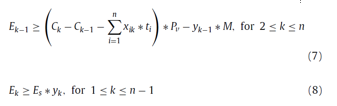 E_{k−1} ≥ ( C_k − C_{k−1} − ∑_{i=1}^{n} x_{ik} * t_i ) * P_v − y_{k−1} * M, for 2 ≤ k ≤ n
(7)
E_k ≥ E_s * y_k, for 1 ≤ k ≤ n − 1 (8)